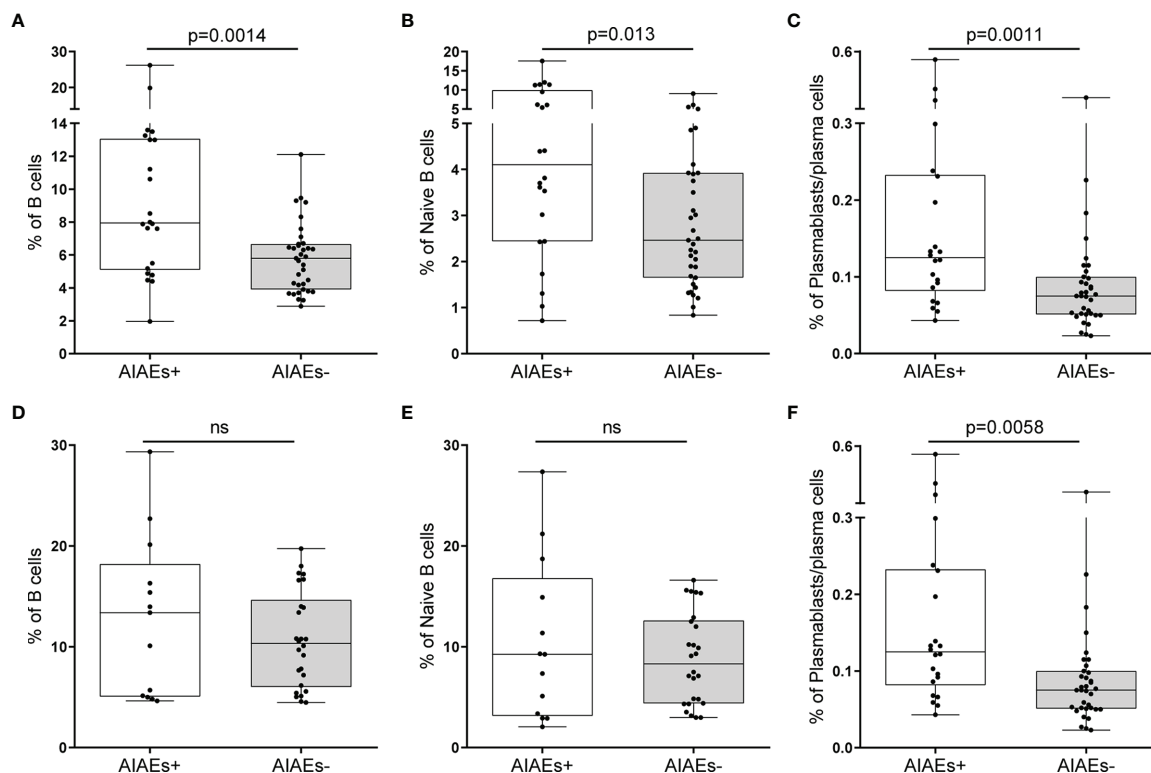 A
p=0.0014
30
20
14
12
10
8
6
4
2
0
% of B cells
AIAEs+ AIAEs-
B
p=0.013
20
15
10
5
5
4
3
2
1
0
% of Naive B cells
AIAEs+ AIAEs-
C
p=0.0011
0.6
0.3
0.2
0.1
0.0
% of Plasmablasts/plasma cells
AIAEs+ AIAEs-
D
ns
30
20
10
0
% of B cells
AIAEs+ AIAEs-
E
ns
30
20
10
0
% of Naive B cells
AIAEs+ AIAEs-
F
p=0.0058
0.6
0.3
0.2
0.1
0.0
% of Plasmablasts/plasma cells
AIAEs+ AIAEs-